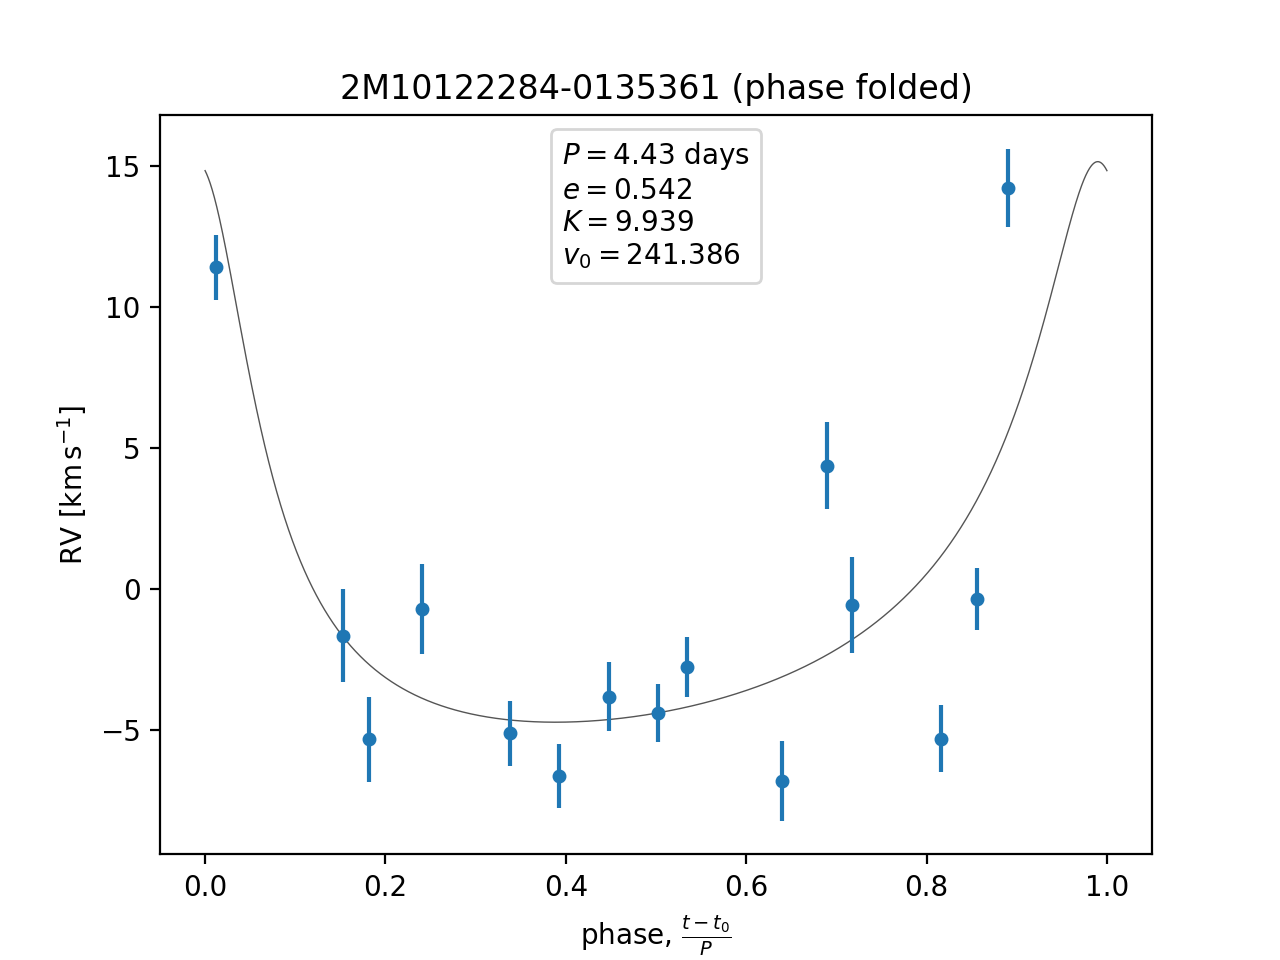 2M10122284-0135361 (phase folded)
P = 4.43 days
e = 0.542
K = 9.939
v₀ = 241.386
RV [km s⁻¹]
15
10
5
0
−5
0.0 0.2 0.4 0.6 0.8 1.0
phase, (t − t₀)/P